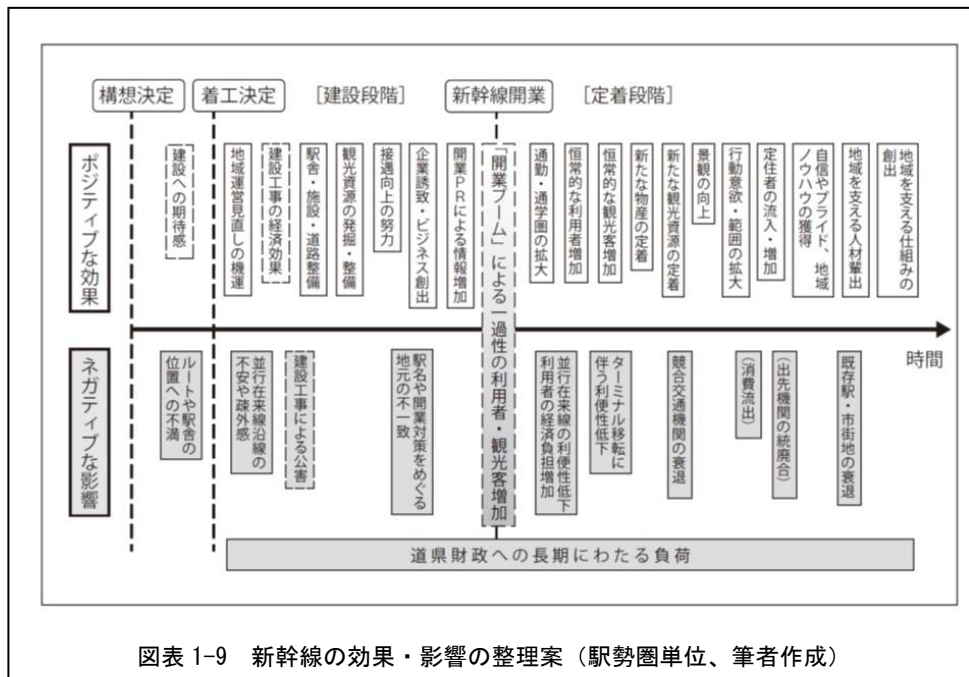 構想決定
着工決定
［建設段階］
新幹線開業
［定着段階］
ポジティブな効果
建設への期待感
地域運営見直しの機運
建設工事の経済効果
駅舎・施設・道路整備
観光資源の発掘・整備
接遇向上の努力
企業誘致・ビジネス創出
開業ＰＲによる情報増加
「開業ブーム」による一過性の利用者・観光客増加
通勤・通学圏の拡大
恒常的な利用者増加
恒常的な観光客増加
新たな物産の定着
新たな観光資源の定着
景観の向上
行動意欲・範囲の拡大
定住者の流入・増加
自信やプライド、地域
ノウハウの獲得
地域を支える人材輩出
地域を支える仕組みの
創出
時間
ネガティブな影響
ルートや駅舎の
位置への不満
並行在来線沿線の
不安や疎外感
建設工事による公害
駅名や開業対策をめぐる
地元の不一致
並行在来線の利便性低下
利用者の経済負担増加
ターミナル移転に
伴う利便性低下
競合交通機関の衰退
（消費流出）
（出先機関の統廃合）
既存駅・市街地の衰退
道県財政への長期にわたる負荷
図表 1-9　新幹線の効果・影響の整理案（駅勢圏単位、筆者作成）